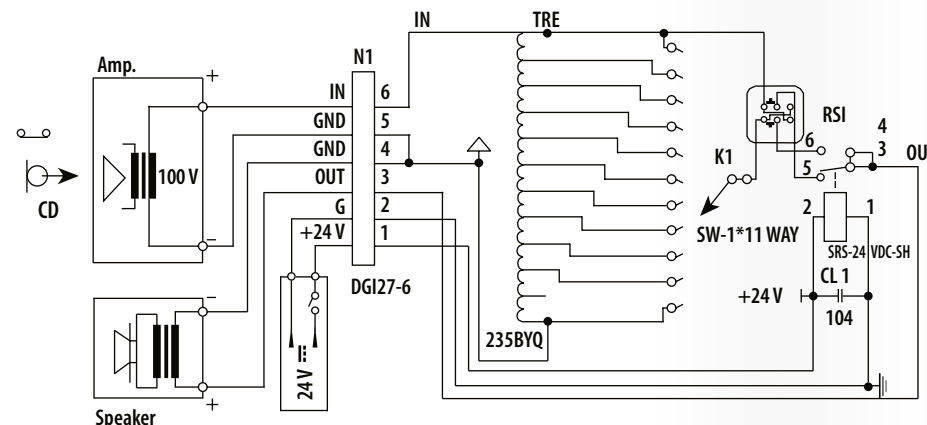 Amp.
+
100 V
CD
−
−
Speaker
+
N1
IN
6
GND
5
GND
4
OUT
3
G
2
+24 V
1
DGI27-6
24 V
IN
TRE
235BYQ
K1
SW-1*11 WAY
RSI
6
5
4
3
OU
2
1
SRS-24 VDC-SH
CL 1
+24 V
104